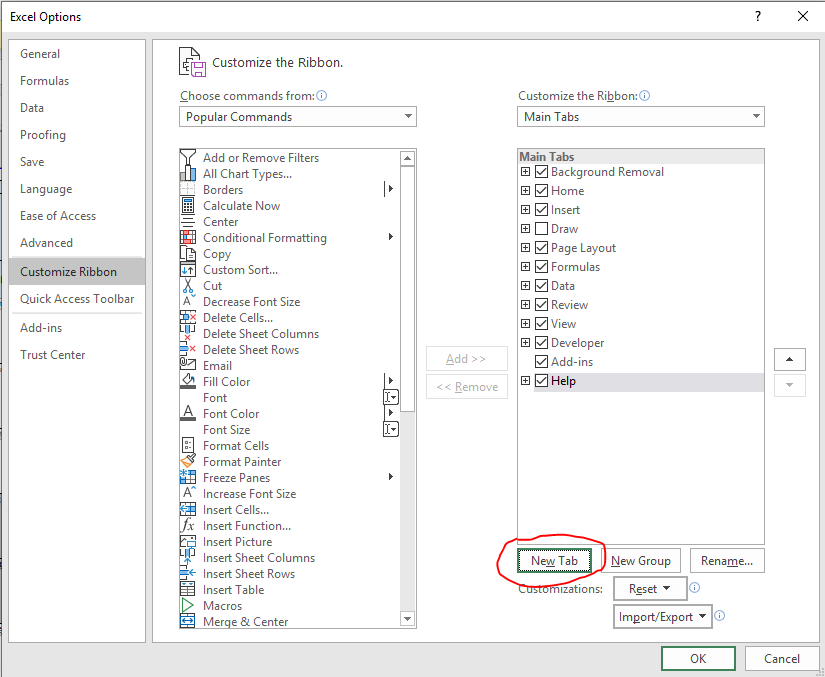 Excel Options
General
Formulas
Data
Proofing
Save
Language
Ease of Access
Advanced
Customize Ribbon
Quick Access Toolbar
Add-ins
Trust Center
Customize the Ribbon.
Choose commands from:
Popular Commands
Add or Remove Filters
All Chart Types...
Borders
Calculate Now
Center
Conditional Formatting
Copy
Custom Sort...
Cut
Decrease Font Size
Delete Cells...
Delete Sheet Columns
Delete Sheet Rows
Email
Fill Color
Font
Font Color
Font Size
Format Cells
Format Painter
Freeze Panes
Increase Font Size
Insert Cells...
Insert Function...
Insert Picture
Insert Sheet Columns
Insert Sheet Rows
Insert Table
Macros
Merge & Center
Add >>
<< Remove
Customize the Ribbon:
Main Tabs
Main Tabs
Background Removal
Home
Insert
Draw
Page Layout
Formulas
Data
Review
View
Developer
Add-ins
Help
New Tab
New Group
Rename...
Customizations:
Reset
Import/Export
OK
Cancel